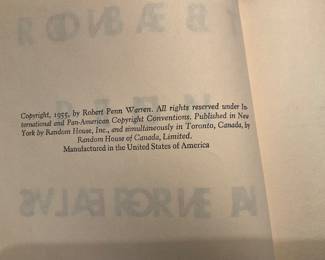 Copyright, 1955, by Robert Penn Warren. All rights reserved under In-
ternational and Pan-American Copyright Conventions. Published in New
York by Random House, Inc., and simultaneously in Toronto, Canada, by
Random House of Canada, Limited.
Manufactured in the United States of America